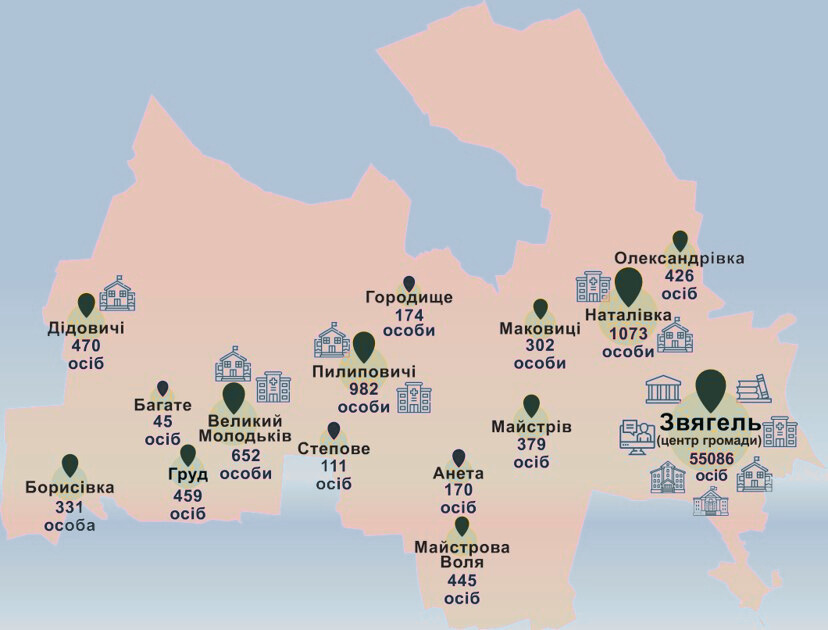 Олександрівка
426
осіб
Городище
174
особи
Наталівка
1073
особи
Дідовичі
470
осіб
Маковиці
302
особи
Пилиповичі
982
особи
Багате
45
осіб
Великий
Молодьків
652
особи
Майстрів
379
осіб
Звягель
(центр громади)
55086
осіб
Степове
111
осіб
Груд
459
осіб
Анета
170
осіб
Борисівка
331
особа
Майстрова
Воля
445
осіб